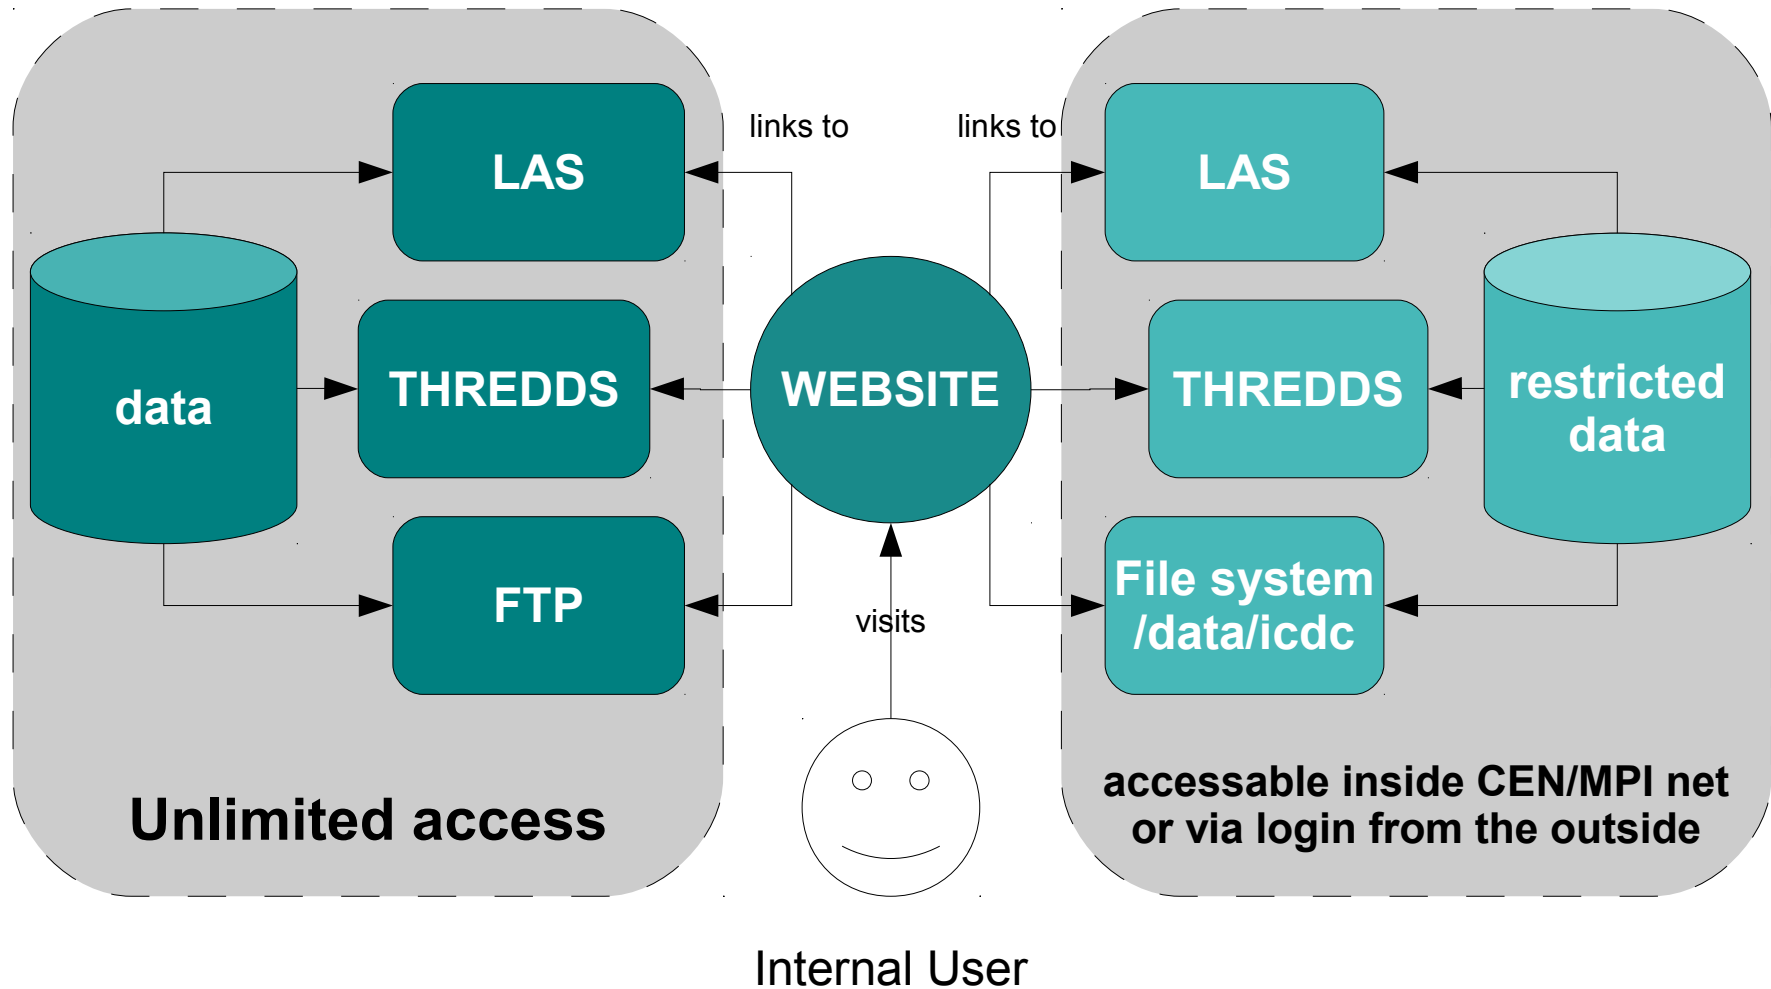 links to
links to
LAS
LAS
data
THREDDS
WEBSITE
THREDDS
restricted
data
FTP
visits
File system
/data/icdc
Unlimited access
accessable inside CEN/MPI net
or via login from the outside
Internal User